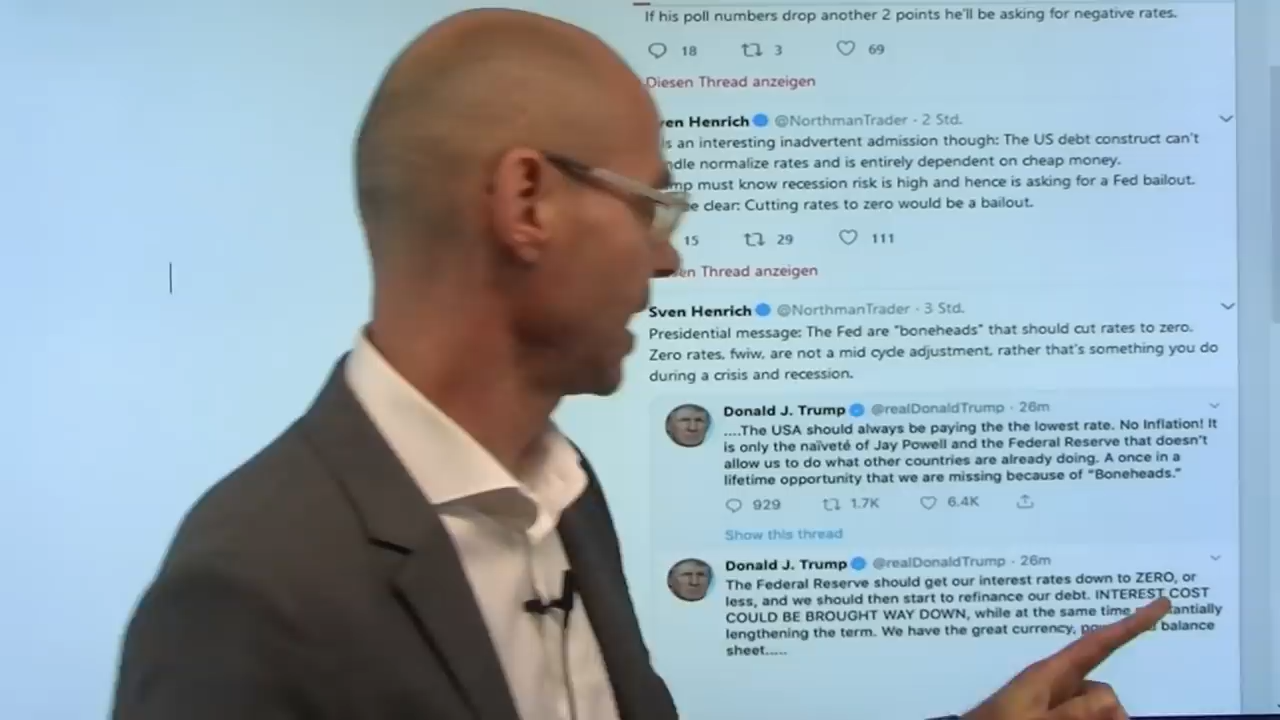 If his poll numbers drop another 2 points he'll be asking for negative rates.
18 3 69
Diesen Thread anzeigen
en Henrich @NorthmanTrader · 2 Std.
s an interesting inadvertent admission though: The US debt construct can't
dle normalize rates and is entirely dependent on cheap money.
mp must know recession risk is high and hence is asking for a Fed bailout.
e clear: Cutting rates to zero would be a bailout.
15 29 111
en Thread anzeigen
Sven Henrich @NorthmanTrader · 3 Std.
Presidential message: The Fed are "boneheads" that should cut rates to zero.
Zero rates, fwiw, are not a mid cycle adjustment, rather that's something you do
during a crisis and recession.
Donald J. Trump @realDonaldTrump · 26m
....The USA should always be paying the the lowest rate. No Inflation! It
is only the naïveté of Jay Powell and the Federal Reserve that doesn't
allow us to do what other countries are already doing. A once in a
lifetime opportunity that we are missing because of "Boneheads."
929 1.7K 6.4K
Show this thread
Donald J. Trump @realDonaldTrump · 26m
The Federal Reserve should get our interest rates down to ZERO, or
less, and we should then start to refinance our debt. INTEREST COST
COULD BE BROUGHT WAY DOWN, while at the same time tantially
lengthening the term. We have the great currency, balance
sheet.....